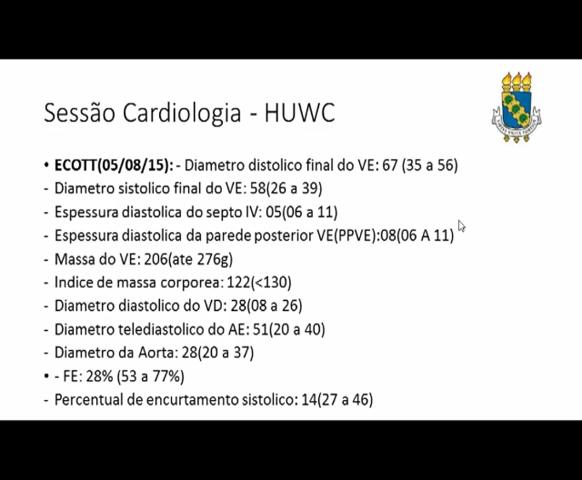 Sessão Cardiologia - HUWC
• ECOTT(05/08/15): - Diametro distolico final do VE: 67 (35 a 56)
- Diametro sistolico final do VE: 58(26 a 39)
- Espessura diastolica do septo IV: 05(06 a 11)
- Espessura diastolica da parede posterior VE(PPVE):08(06 A 11)
- Massa do VE: 206(ate 276g)
- Indice de massa corporea: 122(<130)
- Diametro diastolico do VD: 28(08 a 26)
- Diametro telediastolico do AE: 51(20 a 40)
- Diametro da Aorta: 28(20 a 37)
• - FE: 28% (53 a 77%)
- Percentual de encurtamento sistolico: 14(27 a 46)